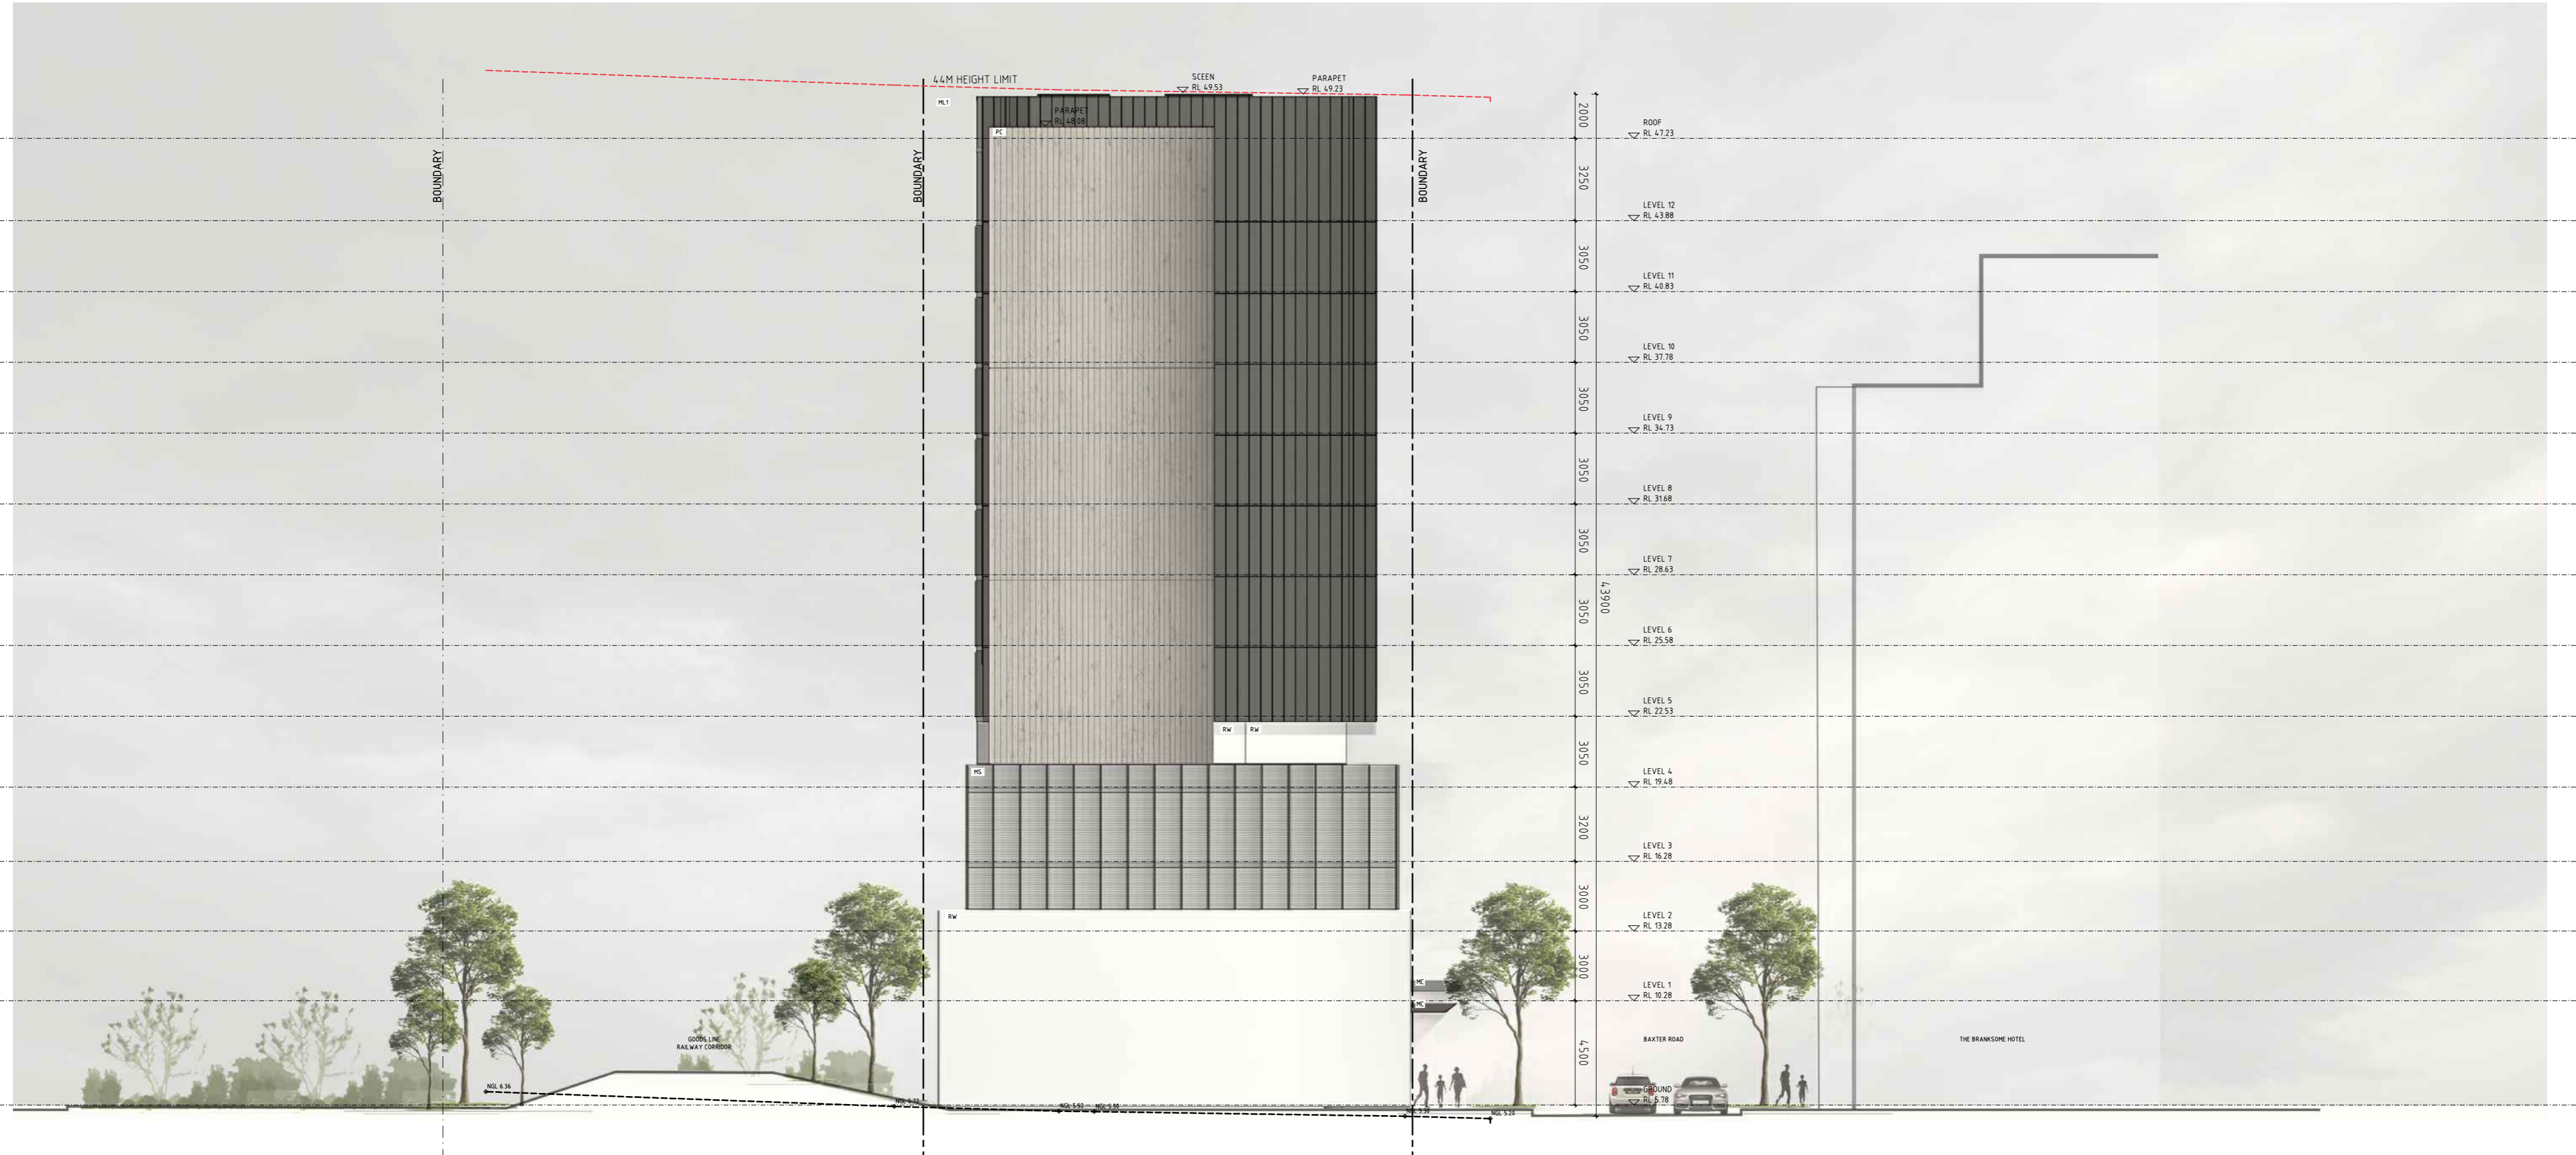 44M HEIGHT LIMIT
SCEEN
RL 49.53
PARAPET
RL 49.23
ML1
PARAPET
RL 48.08
PC
BOUNDARY
BOUNDARY
BOUNDARY
2000
ROOF
RL 47.23
3250
LEVEL 12
RL 43.88
3050
LEVEL 11
RL 40.83
3050
LEVEL 10
RL 37.78
3050
LEVEL 9
RL 34.73
3050
LEVEL 8
RL 31.68
3050
LEVEL 7
RL 28.63
43900
3050
LEVEL 6
RL 25.58
3050
LEVEL 5
RL 22.53
RW
RW
3050
MS
LEVEL 4
RL 19.48
3200
LEVEL 3
RL 16.28
3000
RW
LEVEL 2
RL 13.28
3000
MC
LEVEL 1
RL 10.28
MC
GOODS LINE
RAILWAY CORRIDOR
BAXTER ROAD
THE BRANKSOME HOTEL
4500
NGL 6.36
GROUND
RL 5.78
NGL 5.20